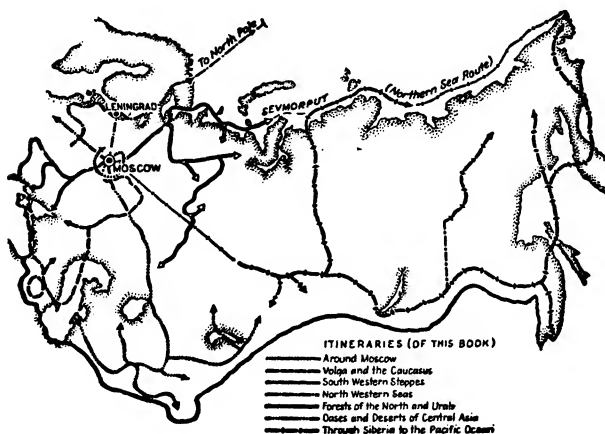 To North Pole
LENINGRAD
SEVMORPUT
(Northern Sea Route)
MOSCOW
ITINERARIES (OF THIS BOOK)
Around Moscow
Volga and the Caucasus
South Western Steppes
North Western Seas
Forests of the North and Urals
Oases and Deserts of Central Asia
Through Siberia to the Pacific Ocean